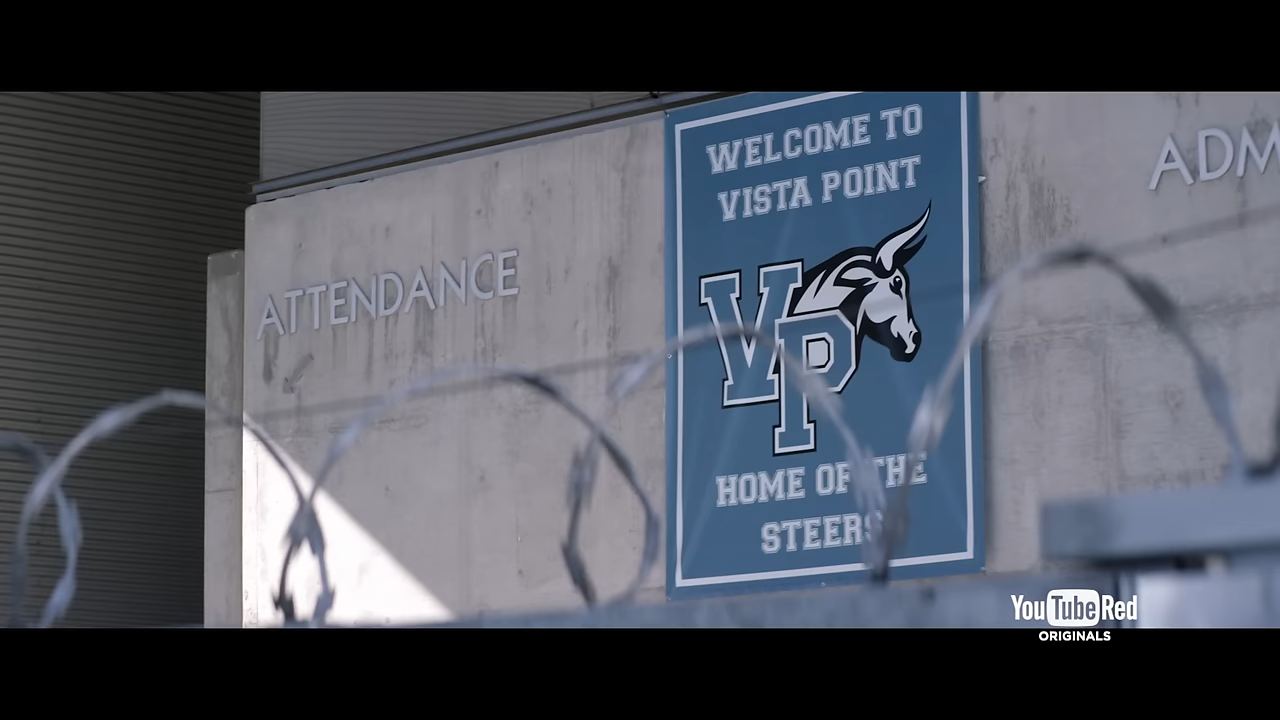 WELCOME TO
VISTA POINT
ADM
ATTENDANCE
VP
HOME OF THE
STEERS
YouTube Red
ORIGINALS